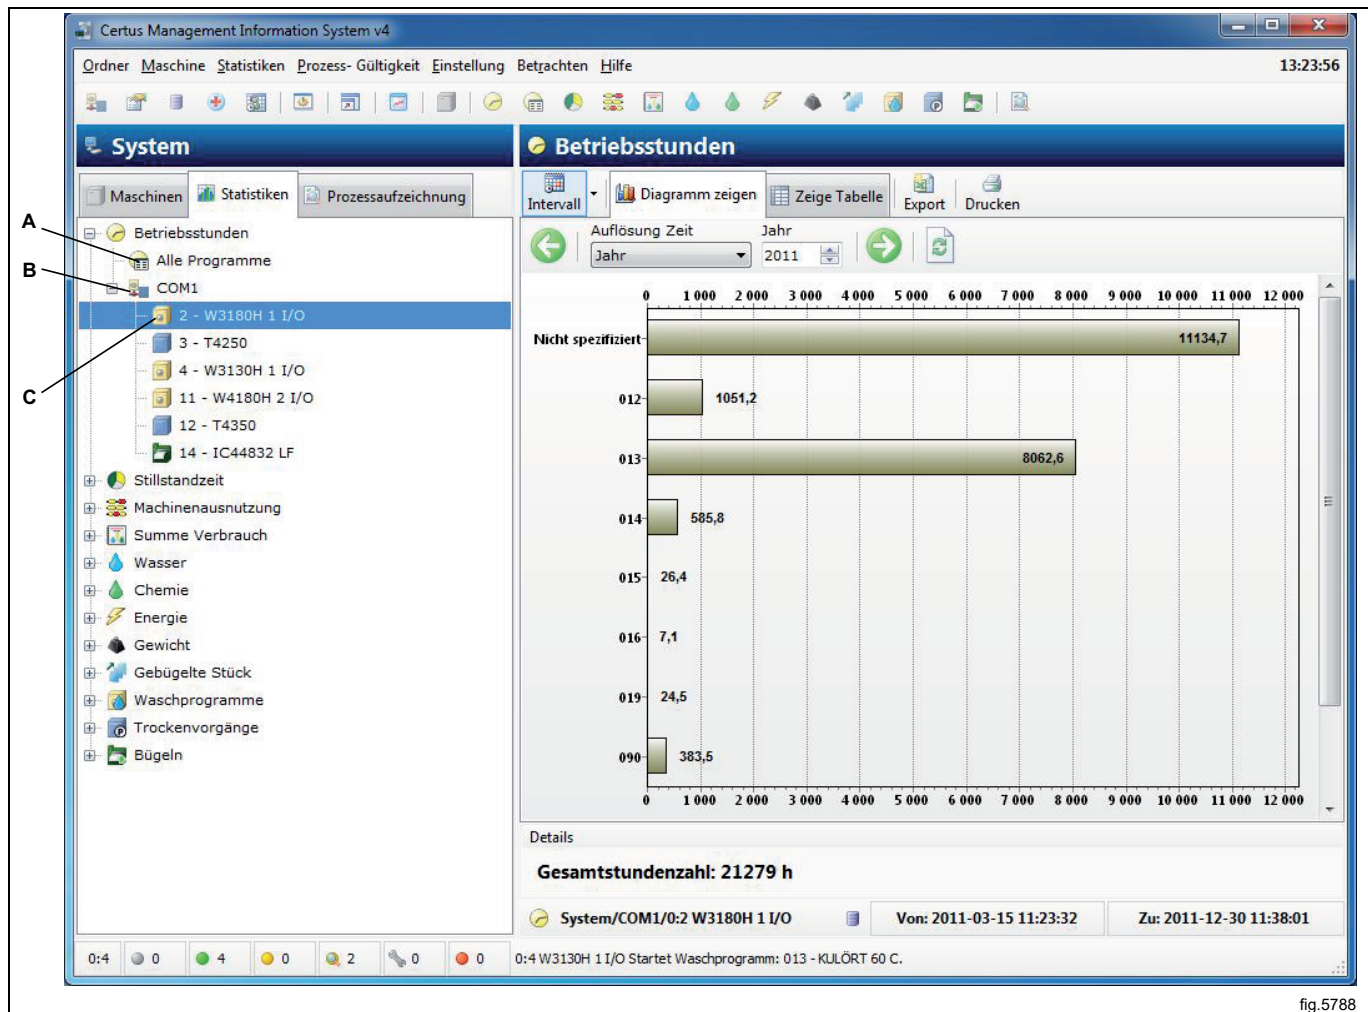 Certus Management Information System v4
Ordner Maschine Statistiken Prozess- Gültigkeit Einstellung Betrachten Hilfe 13:23:56
System
Betriebsstunden
Maschinen Statistiken Prozessaufzeichnung
Intervall Diagramm zeigen Zeige Tabelle Export Drucken
A
Betriebsstunden
Alle Programme
B
COM1
2 - W3180H 1 I/O
3 - T4250
4 - W3130H 1 I/O
C
11 - W4180H 2 I/O
12 - T4350
14 - IC44832 LF
Stillstandzeit
Machinenausnutzung
Summe Verbrauch
Wasser
Chemie
Energie
Gewicht
Gebügelte Stück
Waschprogramme
Trockenvorgänge
Bügeln
Auflösung Zeit Jahr
Jahr 2011
0 1 000 2 000 3 000 4 000 5 000 6 000 7 000 8 000 9 000 10 000 11 000 12 000
Nicht spezifiziert 11134,7
012 1051,2
013 8062,6
014 585,8
015 26,4
016 7,1
019 24,5
090 383,5
0 1 000 2 000 3 000 4 000 5 000 6 000 7 000 8 000 9 000 10 000 11 000 12 000
Details
Gesamtstundenzahl: 21279 h
System/COM1/0:2 W3180H 1 I/O Von: 2011-03-15 11:23:32 Zu: 2011-12-30 11:38:01
0:4 0 4 0 2 0 0 0:4 W3130H 1 I/O Startet Waschprogramm: 013 - KULÖRT 60 C.
fig.5788